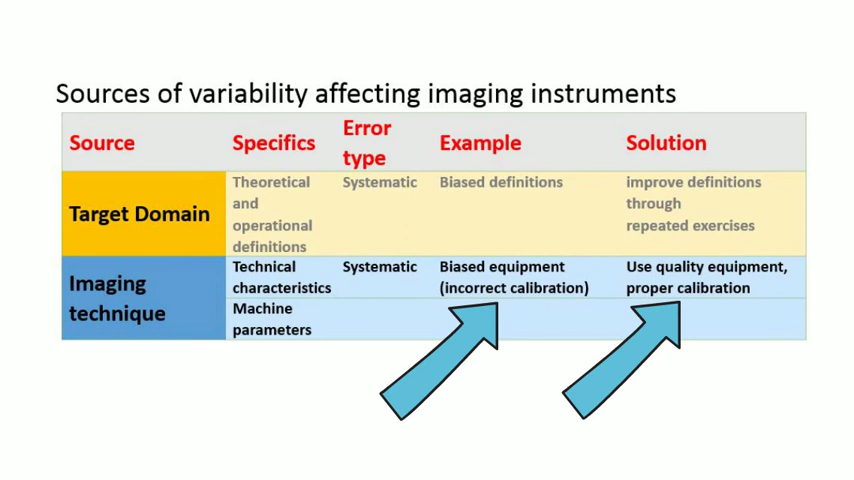 Sources of variability affecting imaging instruments
Source Specifics Error type Example Solution
Target Domain
Theoretical
and
operational
definitions
Systematic
Biased definitions
improve definitions
through
repeated exercises
Imaging
technique
Technical
characteristics
Systematic
Biased equipment
(incorrect calibration)
Use quality equipment,
proper calibration
Machine
parameters